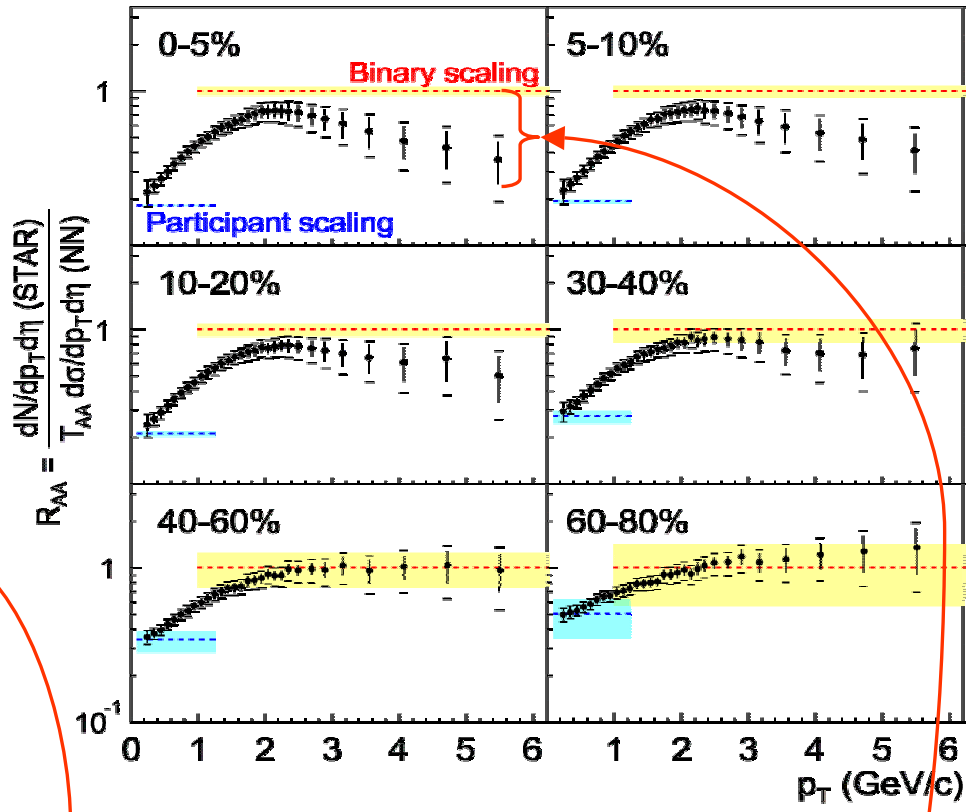 0-5%
5-10%
Binary scaling
1
Participant scaling
10-20%
30-40%
1
R_AA = dN/dp_T dη (STAR)
T_AA dσ/dp_T dη (NN)
40-60%
60-80%
1
10^-1
0 1 2 3 4 5 6 1 2 3 4 5 6
p_T (GeV/c)